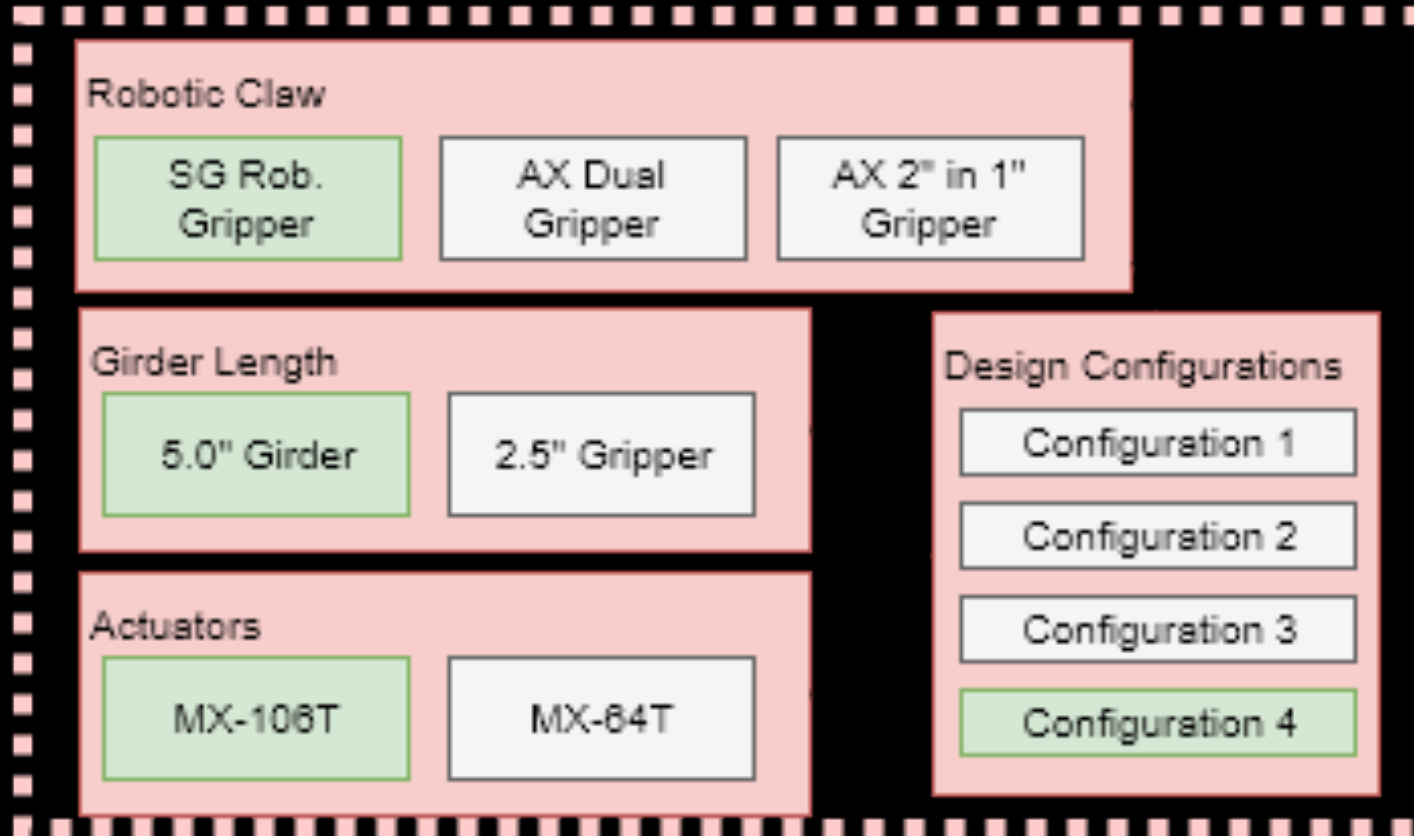 Robotic Claw
SG Rob.
Gripper
AX Dual
Gripper
AX 2" in 1"
Gripper
Girder Length
5.0" Girder
2.5" Gripper
Actuators
MX-106T
MX-64T
Design Configurations
Configuration 1
Configuration 2
Configuration 3
Configuration 4